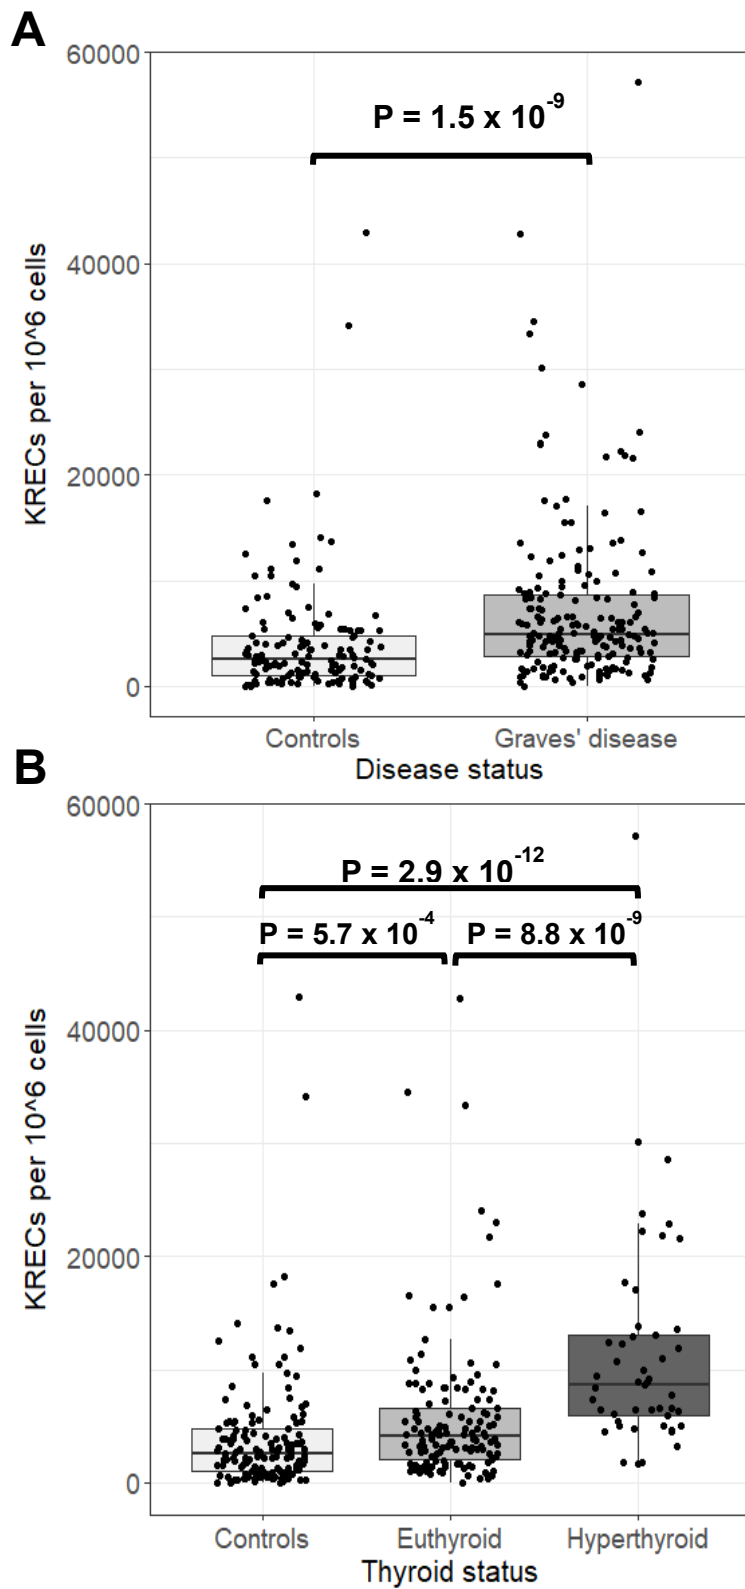 A
60000
P = 1.5 x 10^-9
40000
20000
0
KRECs per 10^6 cells
Controls Graves' disease
Disease status
B
60000
P = 2.9 x 10^-12
P = 5.7 x 10^-4 P = 8.8 x 10^-9
40000
20000
0
KRECs per 10^6 cells
Controls Euthyroid Hyperthyroid
Thyroid status